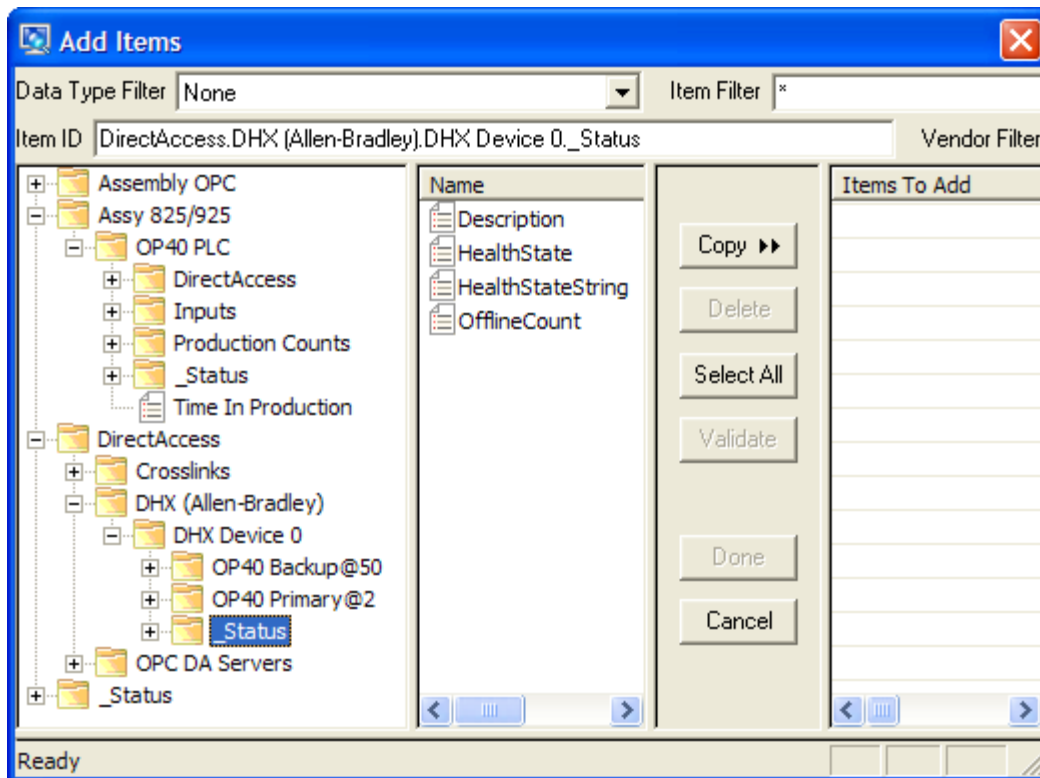 Add Items
Data Type Filter None Item Filter *
Item ID DirectAccess.DHX (Allen-Bradley).DHX Device 0._Status Vendor Filter
Assembly OPC
Assy 825/925
OP40 PLC
DirectAccess
Inputs
Production Counts
_Status
Time In Production
DirectAccess
Crosslinks
DHX (Allen-Bradley)
DHX Device 0
OP40 Backup@50
OP40 Primary@2
_Status
OPC DA Servers
_Status
Name
Description
HealthState
HealthStateString
OfflineCount
Copy
Delete
Select All
Validate
Done
Cancel
Items To Add
Ready